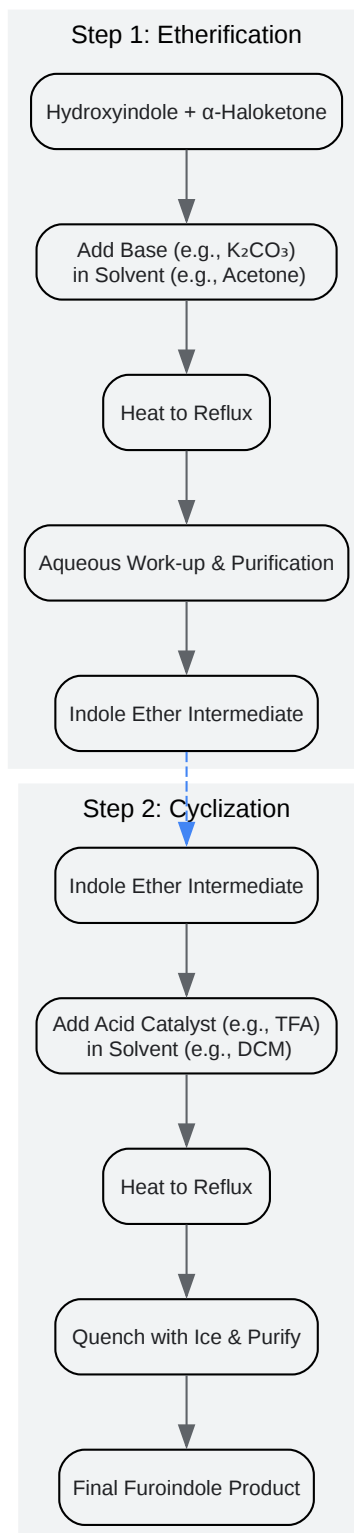 Step 1: Etherification
Hydroxyindole + α-Haloketone
Add Base (e.g., K₂CO₃)
in Solvent (e.g., Acetone)
Heat to Reflux
Aqueous Work-up & Purification
Indole Ether Intermediate
Step 2: Cyclization
Indole Ether Intermediate
Add Acid Catalyst (e.g., TFA)
in Solvent (e.g., DCM)
Heat to Reflux
Quench with Ice & Purify
Final Furoindole Product